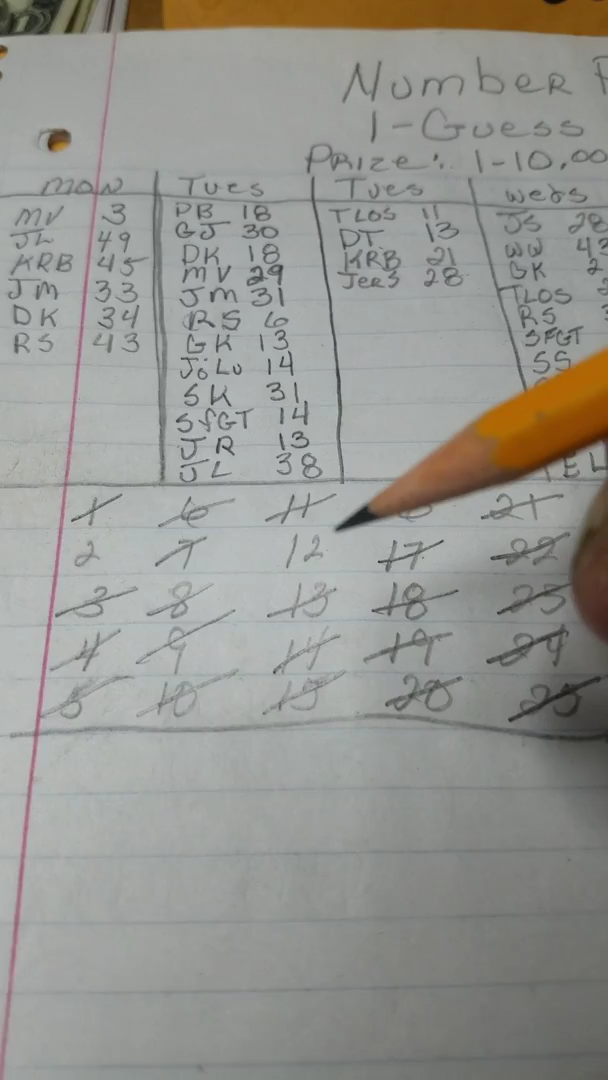 Number
1-Guess
Prize: 1-10,00
Mon
MV 3
JL 49
KRB 45
JM 33
DK 34
RS 43
Tues
PB 18
GJ 30
DK 18
MV 29
JM 31
RS 6
GK 13
JoLo 14
SK 31
SFGT 14
JR 13
JL 38
Tues
TLOS 11
DT 13
KRB 21
Jees 28
Weds
JS 28
WW 43
GK 2
TLOS
RS
SFGT
SS
1 6 11 21
2 7 12 17 22
3 8 13 18 23
4 9 14 19 24
5 10 15 20 25